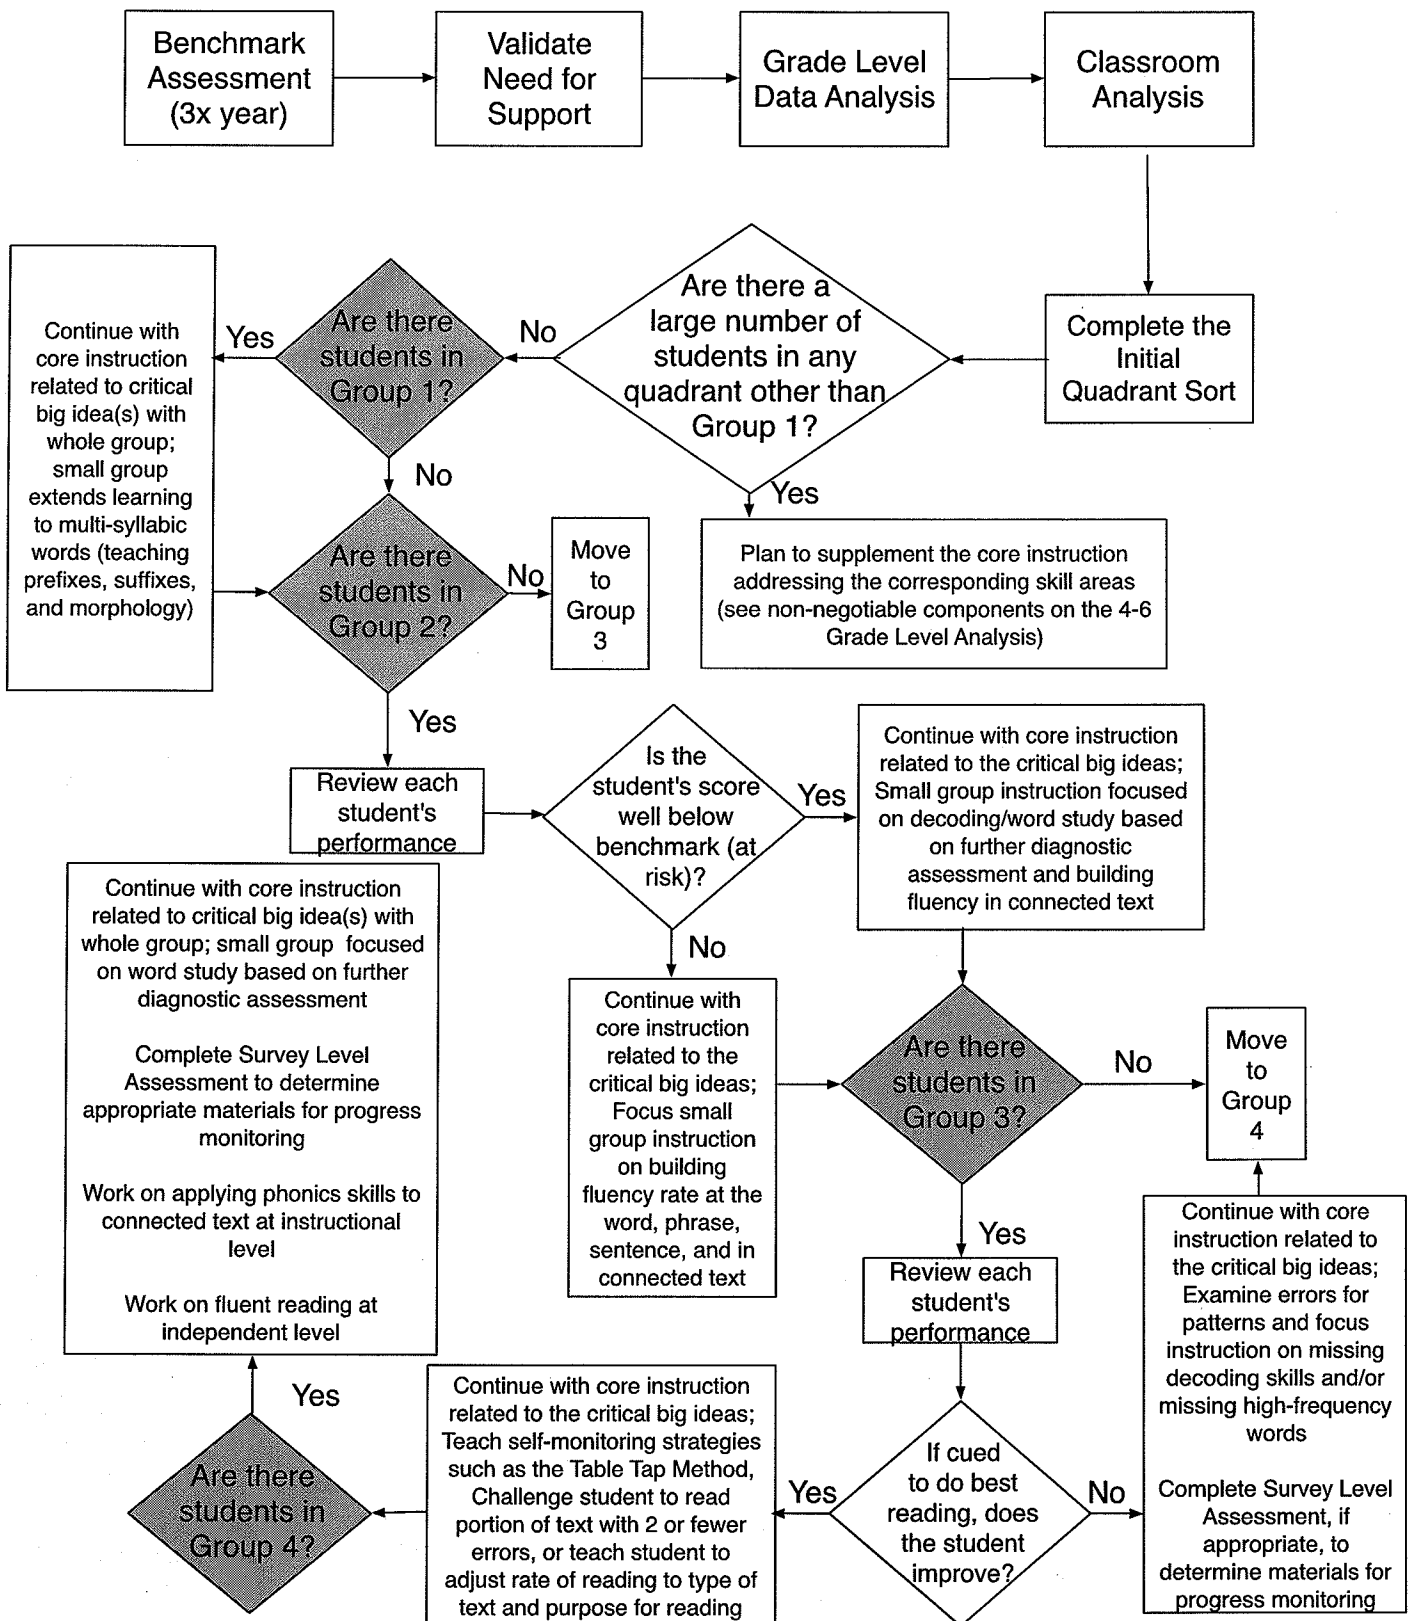 Benchmark
Assessment
(3x year)
Validate
Need for
Support
Grade Level
Data Analysis
Classroom
Analysis
Complete the
Initial
Quadrant Sort
Are there a
large number of
students in any
quadrant other than
Group 1?
No
Yes
Plan to supplement the core instruction
addressing the corresponding skill areas
(see non-negotiable components on the 4-6
Grade Level Analysis)
Are there
students in
Group 1?
Yes
No
Continue with
core instruction
related to critical
big idea(s) with
whole group;
small group
extends learning
to multi-syllabic
words (teaching
prefixes, suffixes,
and morphology)
Are there
students in
Group 2?
No
Move
to
Group
3
Yes
Review each
student's
performance
Is the
student's score
well below
benchmark (at
risk)?
Yes
Continue with core instruction
related to the critical big ideas;
Small group instruction focused
on decoding/word study based
on further diagnostic
assessment and building
fluency in connected text
No
Continue with
core instruction
related to the
critical big ideas;
Focus small
group instruction
on building
fluency rate at the
word, phrase,
sentence, and in
connected text
Are there
students in
Group 3?
No
Move
to
Group
4
Yes
Review each
student's
performance
If cued
to do best
reading, does
the student
improve?
No
Continue with core
instruction related to
the critical big ideas;
Examine errors for
patterns and focus
instruction on missing
decoding skills and/or
missing high-frequency
words
Complete Survey Level
Assessment, if
appropriate, to
determine materials for
progress monitoring
Yes
Continue with core instruction
related to the critical big ideas;
Teach self-monitoring strategies
such as the Table Tap Method,
Challenge student to read
portion of text with 2 or fewer
errors, or teach student to
adjust rate of reading to type of
text and purpose for reading
Are there
students in
Group 4?
Yes
Continue with core instruction
related to critical big idea(s) with
whole group; small group focused
on word study based on further
diagnostic assessment
Complete Survey Level
Assessment to determine
appropriate materials for progress
monitoring
Work on applying phonics skills to
connected text at instructional
level
Work on fluent reading at
independent level